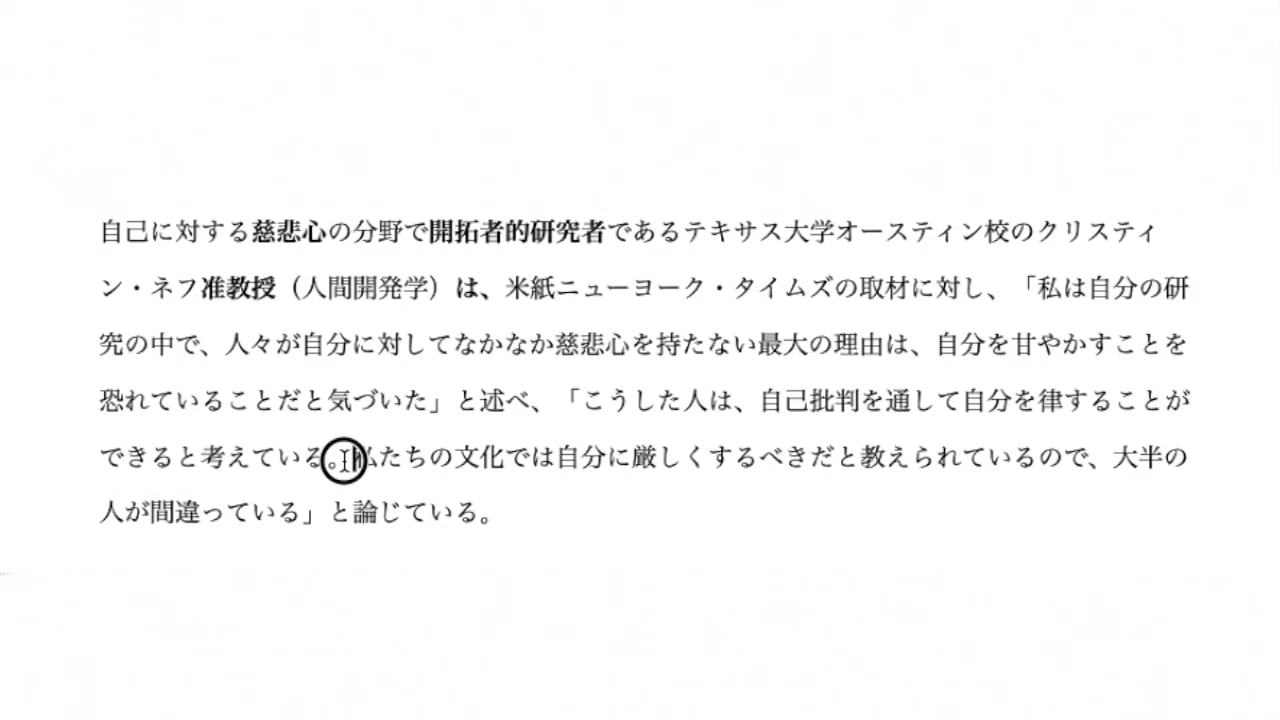 自己に対する慈悲心の分野で開拓者的研究者であるテキサス大学オースティン校のクリスティ
ン・ネフ准教授（人間開発学）は、米紙ニューヨーク・タイムズの取材に対し、「私は自分の研
究の中で、人々が自分に対してなかなか慈悲心を持たない最大の理由は、自分を甘やかすことを
恐れていることだと気づいた」と述べ、「こうした人は、自己批判を通して自分を律することが
できると考えている。私たちの文化では自分に厳しくするべきだと教えられているので、大半の
人が間違っている」と論じている。